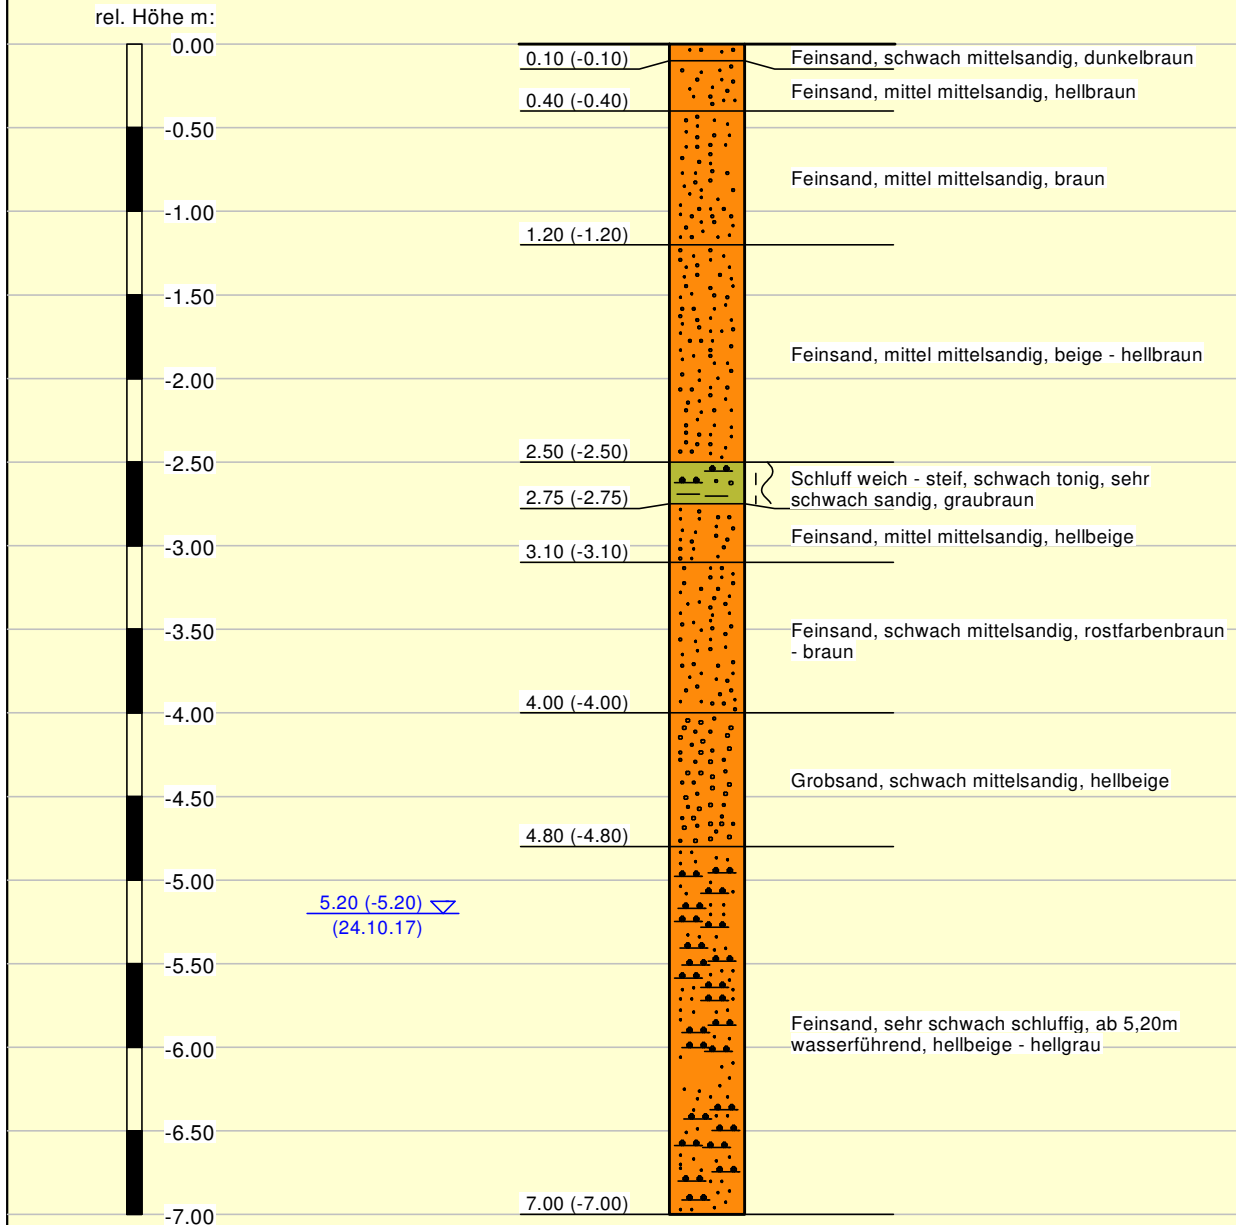 rel. Höhe m:
0.00
0.10 (-0.10)
Feinsand, schwach mittelsandig, dunkelbraun
0.40 (-0.40)
Feinsand, mittel mittelsandig, hellbraun
-0.50
Feinsand, mittel mittelsandig, braun
-1.00
1.20 (-1.20)
-1.50
Feinsand, mittel mittelsandig, beige - hellbraun
-2.00
2.50 (-2.50)
-2.50
Schluff weich - steif, schwach tonig, sehr
schwach sandig, graubraun
2.75 (-2.75)
Feinsand, mittel mittelsandig, hellbeige
-3.00
3.10 (-3.10)
-3.50
Feinsand, schwach mittelsandig, rostfarbenbraun
- braun
4.00 (-4.00)
-4.00
Grobsand, schwach mittelsandig, hellbeige
-4.50
4.80 (-4.80)
-5.00
5.20 (-5.20)
(24.10.17)
-5.50
Feinsand, sehr schwach schluffig, ab 5,20m
wasserführend, hellbeige - hellgrau
-6.00
-6.50
7.00 (-7.00)
-7.00